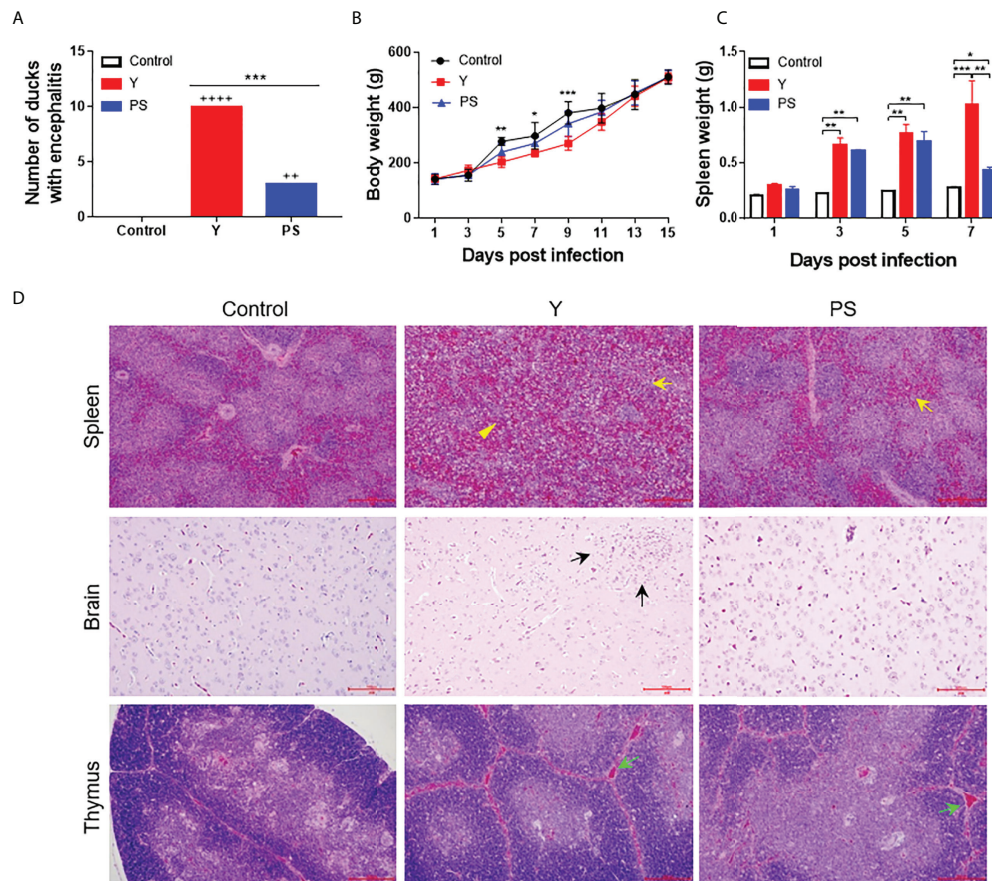 A
Number of ducks
with encephalitis
15
10
5
0
Control
Y
PS
***
++++
++
Control
Y
PS
B
Body weight (g)
600
400
200
0
Control
Y
PS
**
*
***
1
3
5
7
9
11
13
15
Days post infection
C
Spleen weight (g)
1.5
1.0
0.5
0.0
Control
Y
PS
**
**
**
**
*
***
**
1
3
5
7
Days post infection
D
Control
Y
PS
Spleen
Brain
Thymus